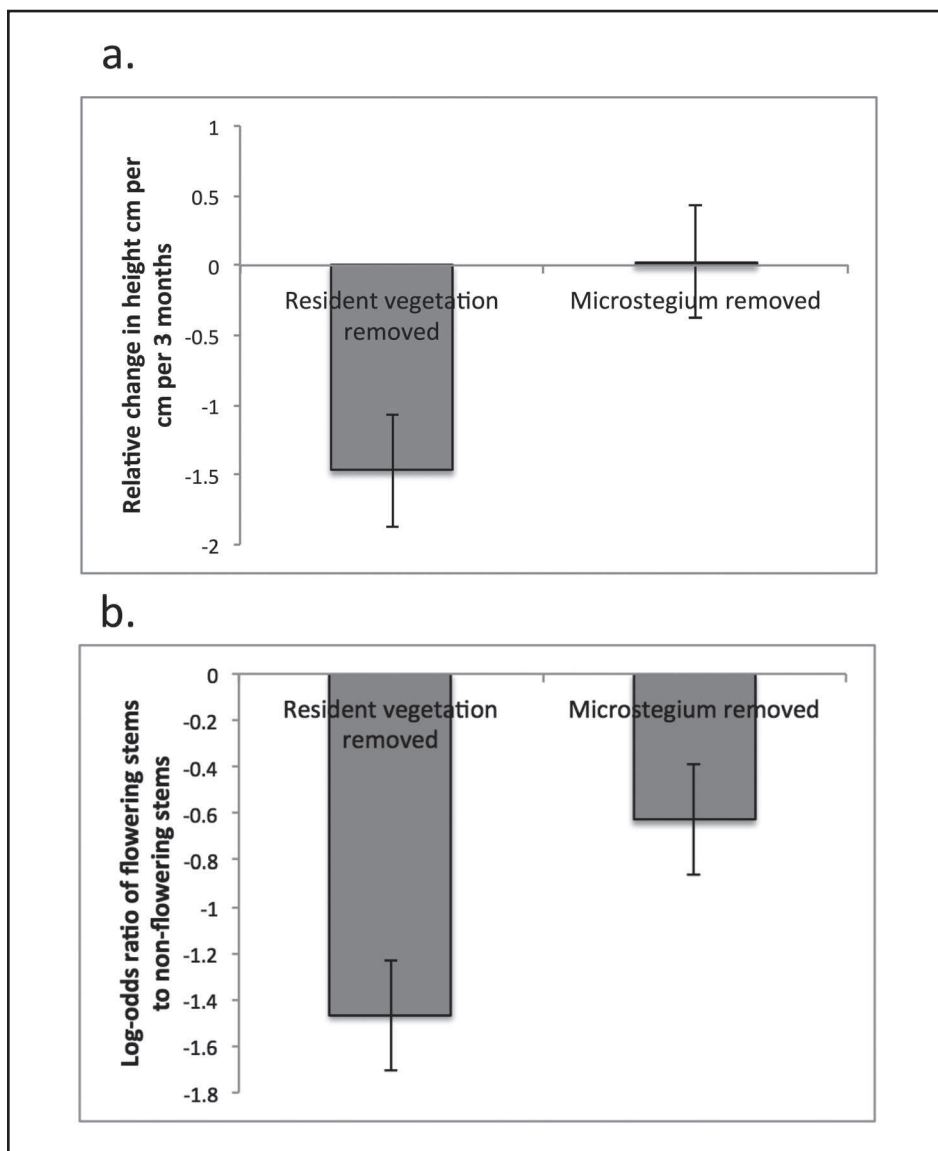 a.
Relative change in height cm per
cm per 3 months
1
0.5
0
-0.5
-1
-1.5
-2
Resident vegetation
removed
Microstegium removed
b.
Log-odds ratio of flowering stems
to non-flowering stems
0
-0.2
-0.4
-0.6
-0.8
-1
-1.2
-1.4
-1.6
-1.8
Resident vegetation
removed
Microstegium removed